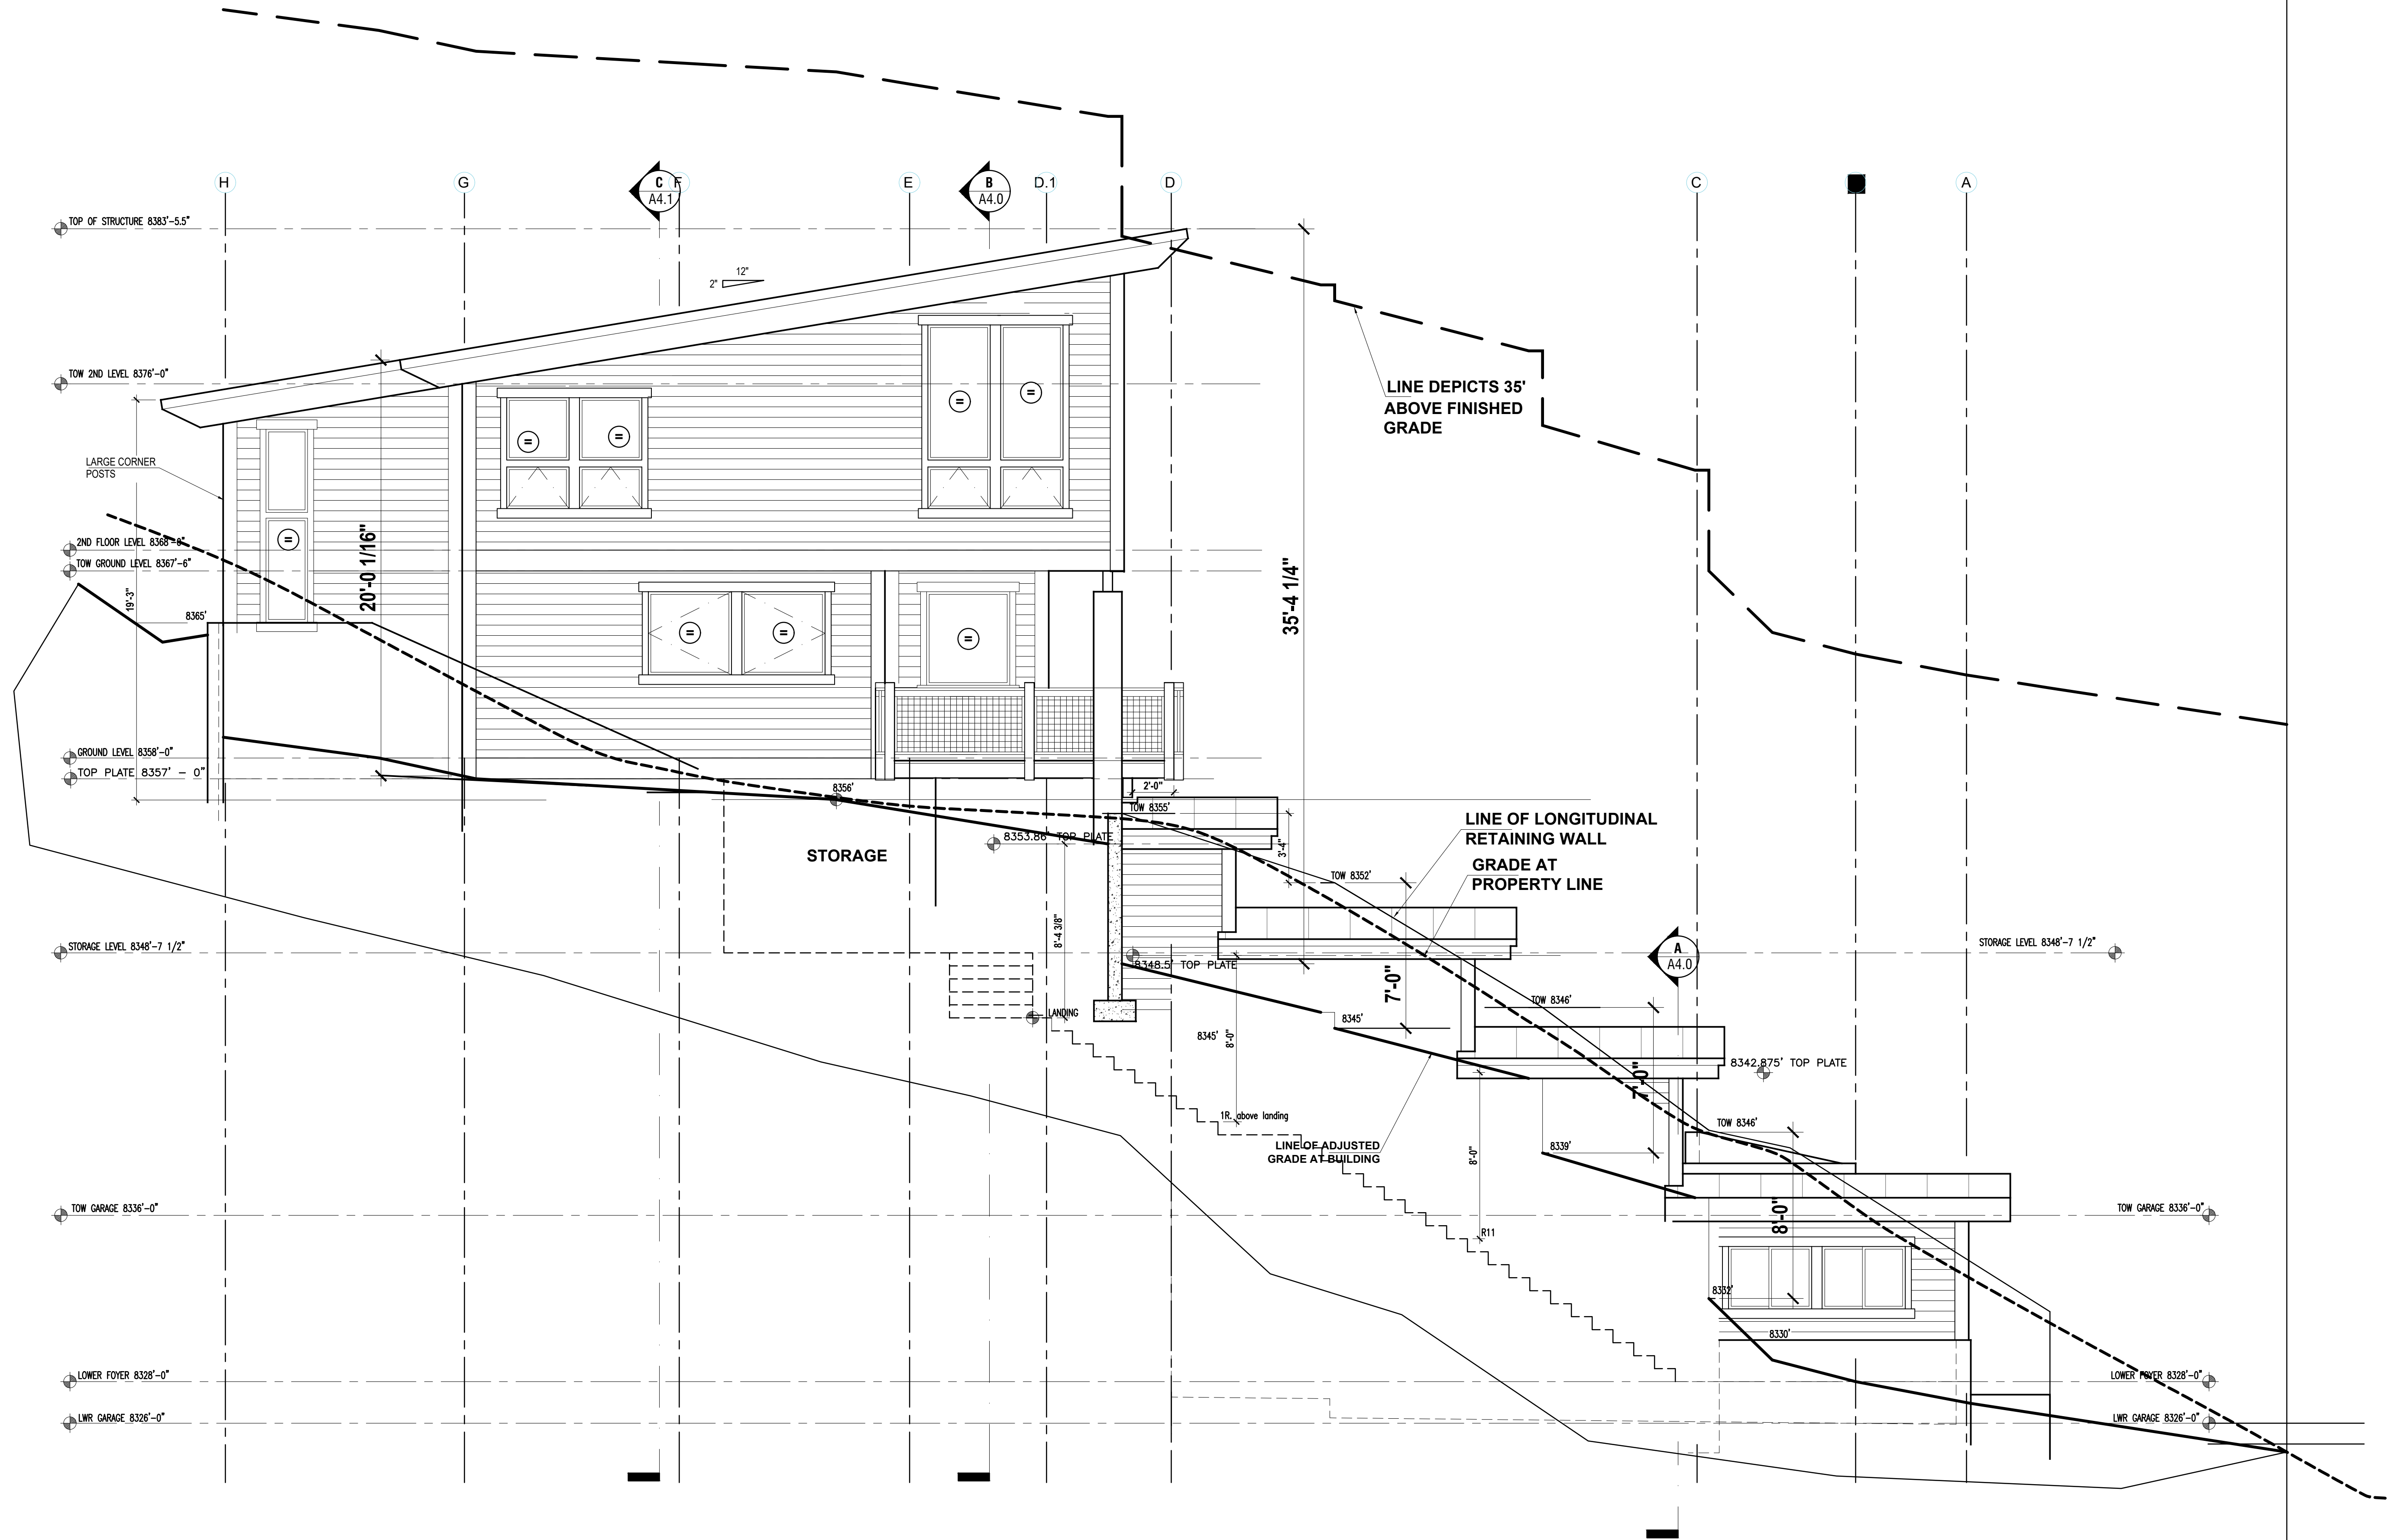 H
G
C
A4.1
F
E
B
A4.0
D.1
D
C
A
TOP OF STRUCTURE 8383'-5.5"
12"
2"
TOW 2ND LEVEL 8376'-0"
LINE DEPICTS 35'
ABOVE FINISHED
GRADE
=
=
=
=
LARGE CORNER
POSTS
=
2ND FLOOR LEVEL 8368'-0"
TOW GROUND LEVEL 8367'-6"
20'-0 1/16"
35'-4 1/4"
19'-3"
8365'
=
=
=
GROUND LEVEL 8358'-0"
TOP PLATE 8357' - 0"
8356'
2'-0"
TOW 8355'
LINE OF LONGITUDINAL
RETAINING WALL
8353.86' TOP PLATE
3'-4"
STORAGE
GRADE AT
PROPERTY LINE
TOW 8352'
8'-4 3/8"
STORAGE LEVEL 8348'-7 1/2"
STORAGE LEVEL 8348'-7 1/2"
A
A4.0
8348.5' TOP PLATE
7'-0"
TOW 8346'
LANDING
8345'
8345'
8'-0"
8342.875' TOP PLATE
7'-0"
1R. above landing
TOW 8346'
LINE OF ADJUSTED
GRADE AT BUILDING
8339'
8'-0"
8'-0"
TOW GARAGE 8336'-0"
TOW GARAGE 8336'-0"
R11
8332'
8330'
LOWER FOYER 8328'-0"
LOWER FOYER 8328'-0"
LWR GARAGE 8326'-0"
LWR GARAGE 8326'-0"